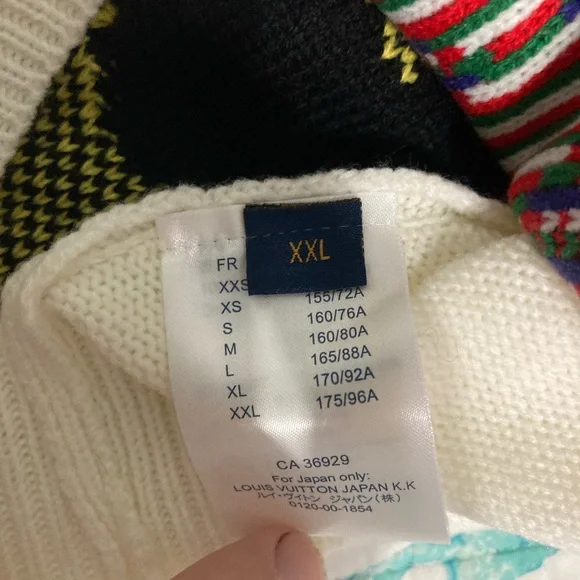 XXL
FR
XXS
XS 155/72A
S 160/76A
M 160/80A
L 165/88A
XL 170/92A
XXL 175/96A
CA 36929
For Japan only:
LOUIS VUITTON JAPAN K.K
ルイ・ヴィトン ジャパン(株)
0120-00-1854